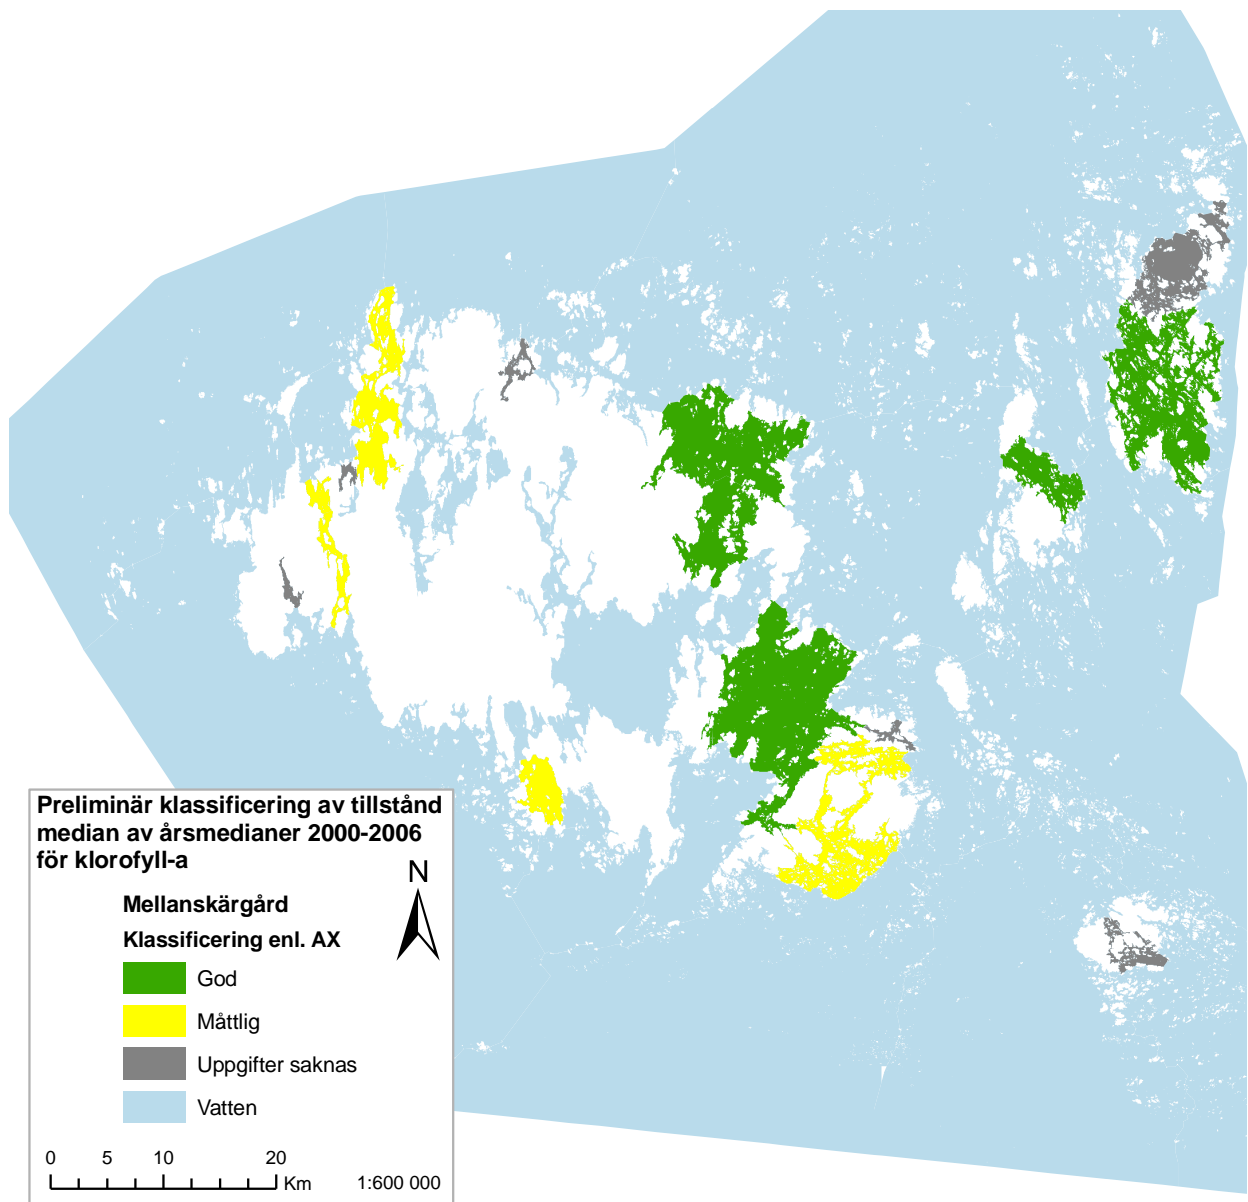 Preliminär klassificering av tillstånd
median av årsmedianer 2000-2006
för klorofyll-a
N
Mellanskärgård
Klassificering enl. AX
God
Måttlig
Uppgifter saknas
Vatten
0 5 10 20
Km
1:600 000